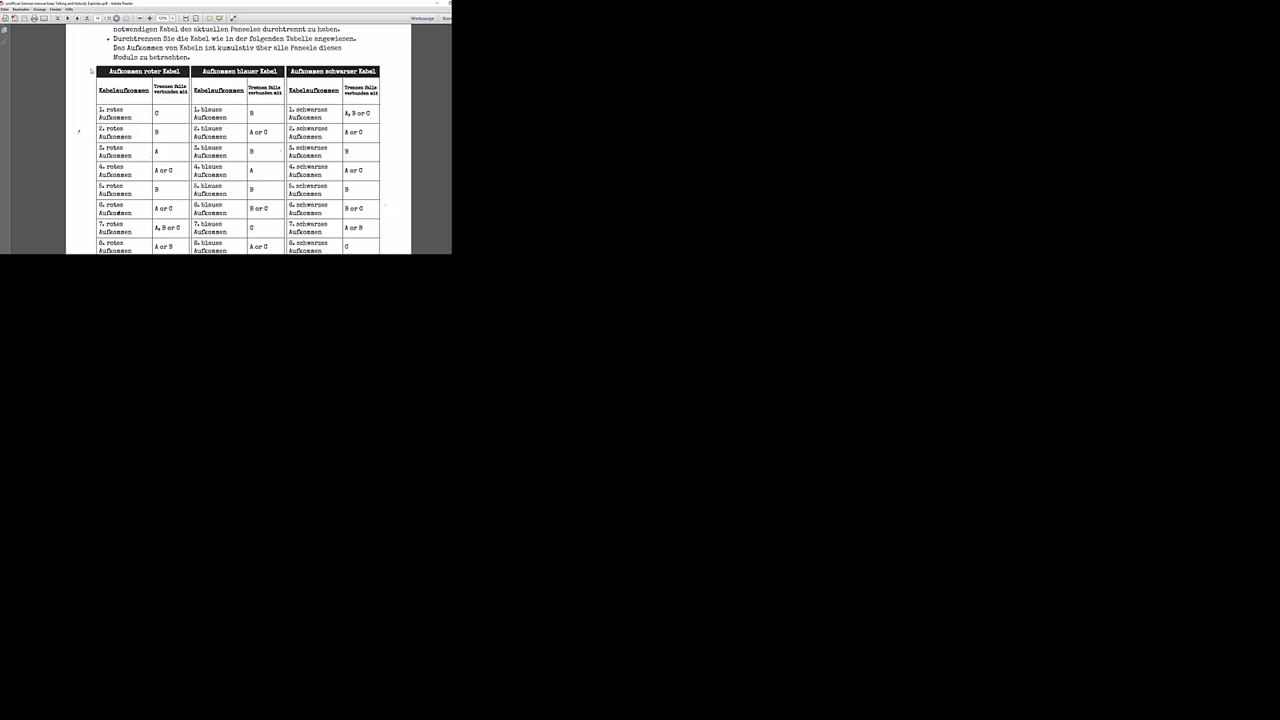 unofficial German manual keep Talking and Nobody Explodes.pdf - Adobe Reader
Datei Bearbeiten Anzeige Fenster Hilfe
125%
Werkzeuge
notwendigen Kabel des aktuellen Paneeles durchtrennt zu haben.
• Durchtrennen Sie die Kabel wie in der folgenden Tabelle angewiesen.
Das Aufkommen von Kabeln ist kumulativ über alle Paneele dieses
Moduls zu betrachten.
Aufkommen roter Kabel Aufkommen blauer Kabel Aufkommen schwarzer Kabel
Kabelaufkommen Trennen falls verbunden mit Kabelaufkommen Trennen falls verbunden mit Kabelaufkommen Trennen falls verbunden mit
1. rotes Aufkommen C 1. blaues Aufkommen B 1. schwarzes Aufkommen A, B or C
2. rotes Aufkommen B 2. blaues Aufkommen A or C 2. schwarzes Aufkommen A or C
3. rotes Aufkommen A 3. blaues Aufkommen B 3. schwarzes Aufkommen B
4. rotes Aufkommen A or C 4. blaues Aufkommen A 4. schwarzes Aufkommen A or C
5. rotes Aufkommen B 5. blaues Aufkommen B 5. schwarzes Aufkommen B
6. rotes Aufkommen A or C 6. blaues Aufkommen B or C 6. schwarzes Aufkommen B or C
7. rotes Aufkommen A, B or C 7. blaues Aufkommen C 7. schwarzes Aufkommen A or B
8. rotes Aufkommen A or B 8. blaues Aufkommen A or C 8. schwarzes Aufkommen C